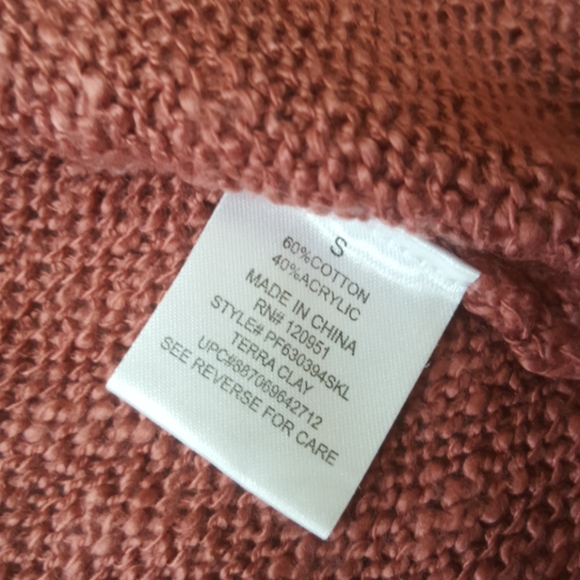 S
60%COTTON
40%ACRYLIC
MADE IN CHINA
RN# 120951
STYLE# PF630394SKL
TERRA CLAY
UPC#887069642712
SEE REVERSE FOR CARE